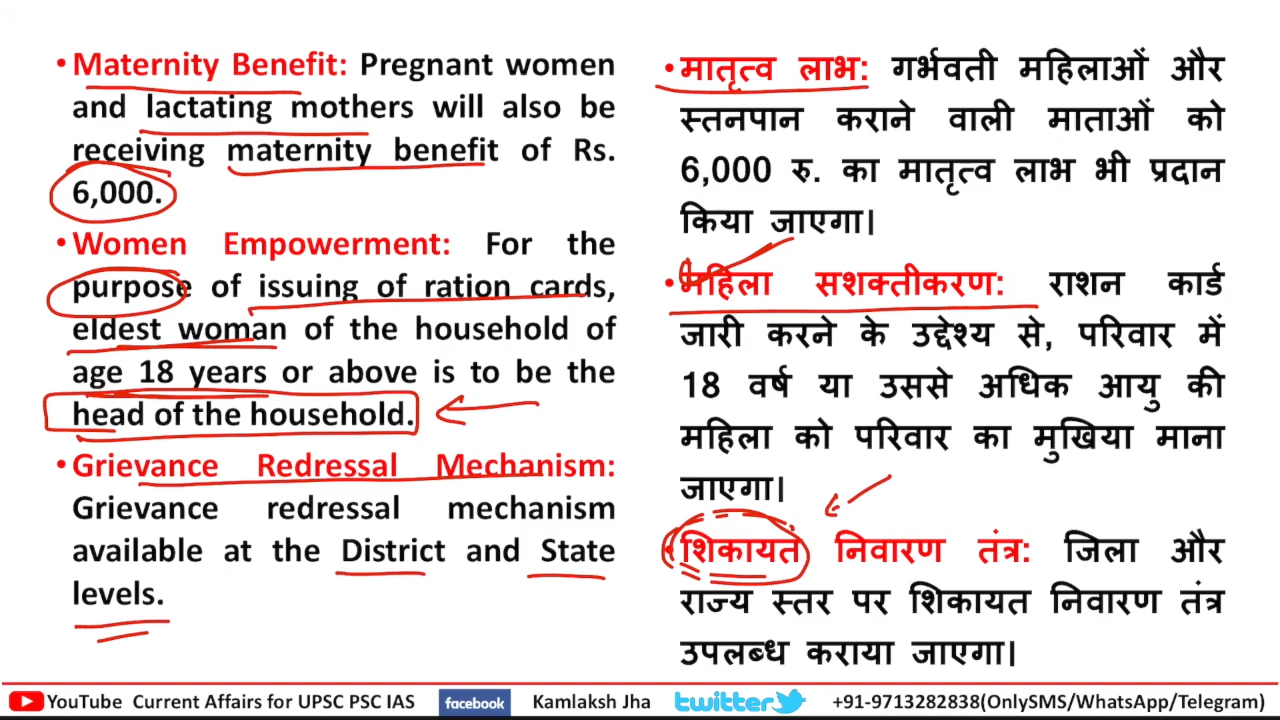 •Maternity Benefit: Pregnant women
and lactating mothers will also be
receiving maternity benefit of Rs.
6,000.
•Women Empowerment: For the
purpose of issuing of ration cards,
eldest woman of the household of
age 18 years or above is to be the
head of the household.
•Grievance Redressal Mechanism:
Grievance redressal mechanism
available at the District and State
levels.
•मातृत्व लाभ: गर्भवती महिलाओं और
स्तनपान कराने वाली माताओं को
6,000 रु. का मातृत्व लाभ भी प्रदान
किया जाएगा।
•महिला सशक्तीकरण: राशन कार्ड
जारी करने के उद्देश्य से, परिवार में
18 वर्ष या उससे अधिक आयु की
महिला को परिवार का मुखिया माना
जाएगा।
•शिकायत निवारण तंत्र: जिला और
राज्य स्तर पर शिकायत निवारण तंत्र
उपलब्ध कराया जाएगा।
YouTube Current Affairs for UPSC PSC IAS facebook Kamlaksh Jha twitter +91-9713282838(OnlySMS/WhatsApp/Telegram)